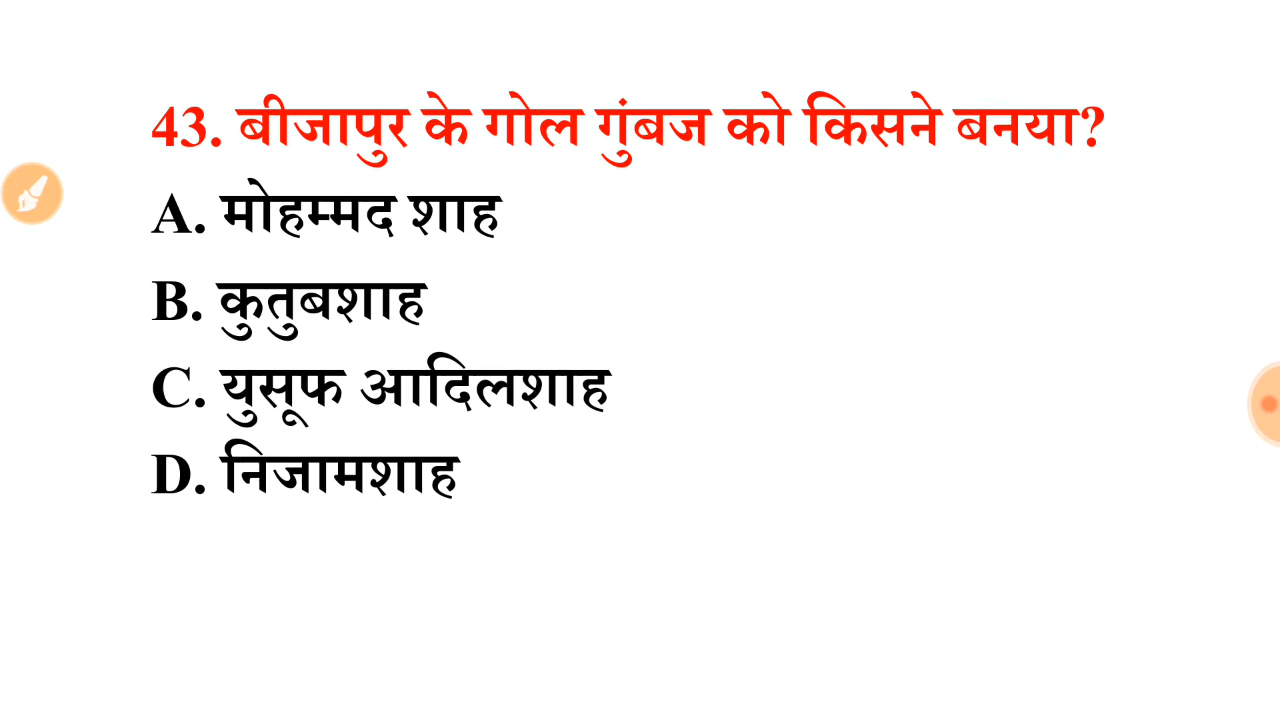 43. बीजापुर के गोल गुंबज को किसने बनया?
A. मोहम्मद शाह
B. कुतुबशाह
C. युसूफ आदिलशाह
D. निजामशाह